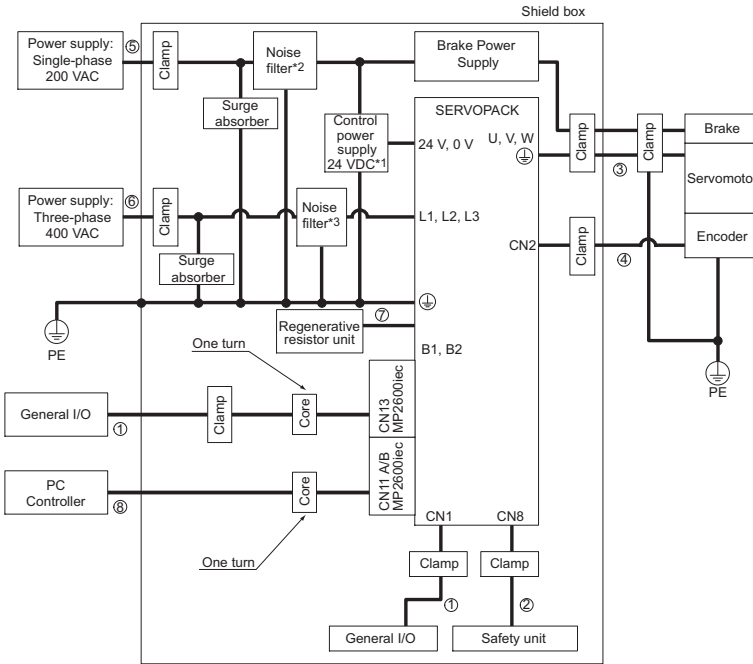 Shield box
Power supply:
Single-phase
200 VAC
⑤
Clamp
Noise
filter*2
Brake Power
Supply
Surge
absorber
Control
power
supply
24 VDC*1
SERVOPACK
24 V, 0 V
U, V, W
Clamp
Clamp
③
Brake
Servomoto
Encoder
Power supply:
Three-phase
400 VAC
⑥
Clamp
Noise
filter*3
L1, L2, L3
CN2
Clamp
④
Surge
absorber
PE
⑦
Regenerative
resistor unit
B1, B2
PE
One turn
General I/O
①
Clamp
Core
CN13
MP2600iec
PC
Controller
⑧
Core
CN11 A/B
MP2600iec
One turn
CN1
CN8
Clamp
Clamp
①
②
General I/O
Safety unit